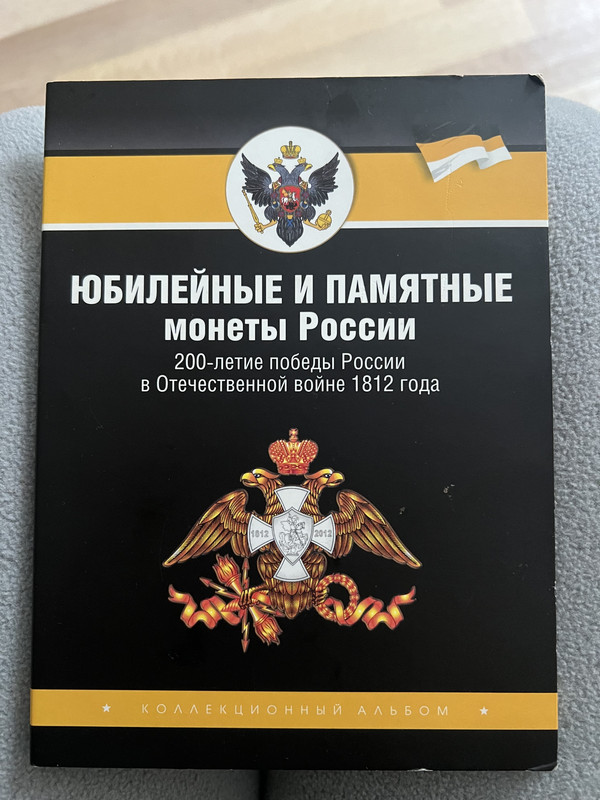 ЮБИЛЕЙНЫЕ И ПАМЯТНЫЕ
монеты России
200-летие победы России
в Отечественной войне 1812 года
1812 2012
КОЛЛЕКЦИОННЫЙ АЛЬБОМ